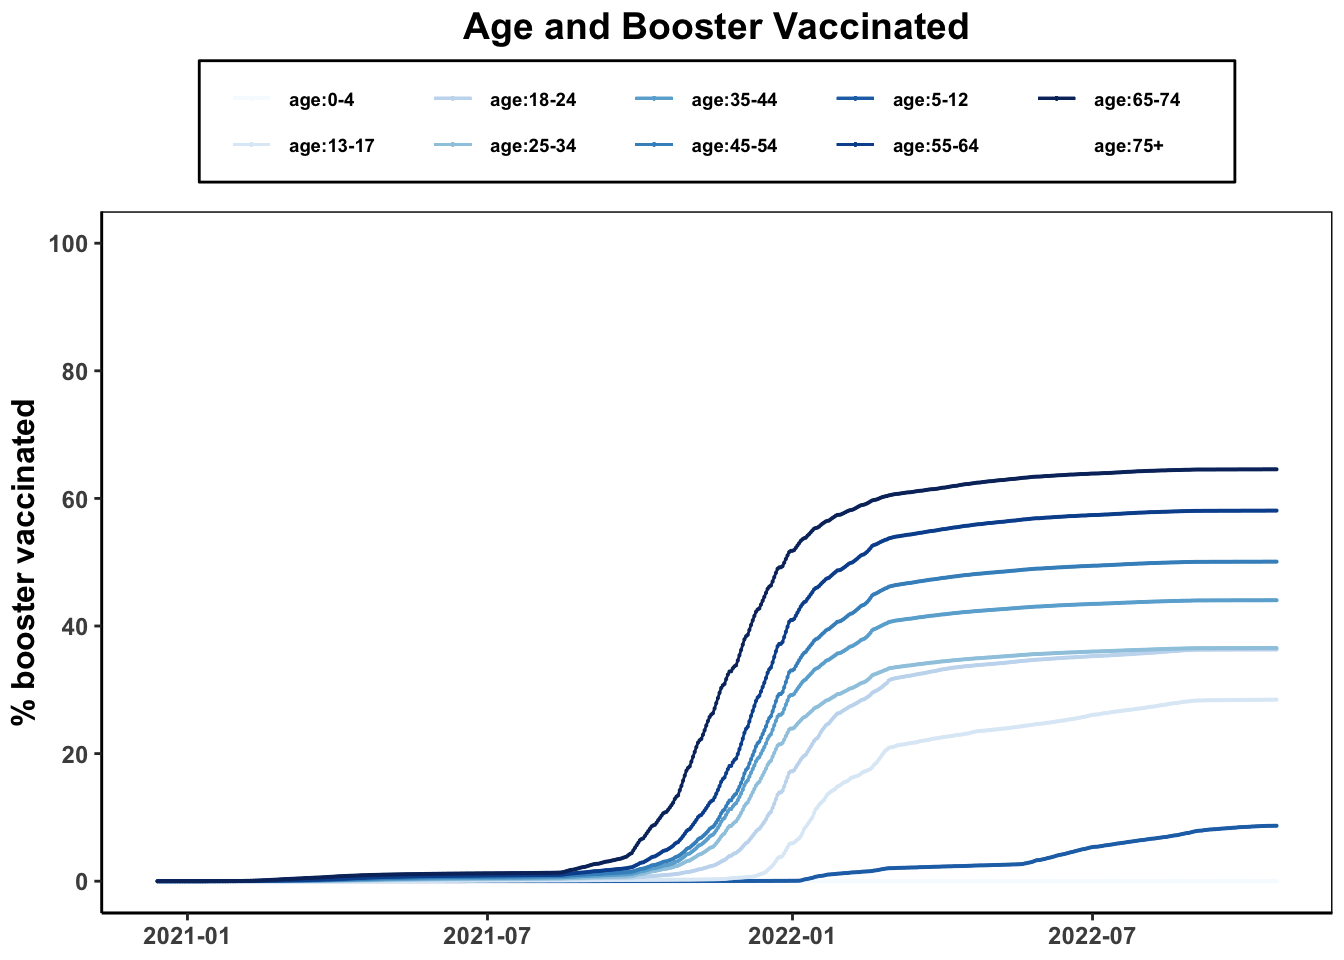 Age and Booster Vaccinated
age:0-4 age:18-24 age:35-44 age:5-12 age:65-74
age:13-17 age:25-34 age:45-54 age:55-64 age:75+
% booster vaccinated
100
80
60
40
20
0
2021-01 2021-07 2022-01 2022-07